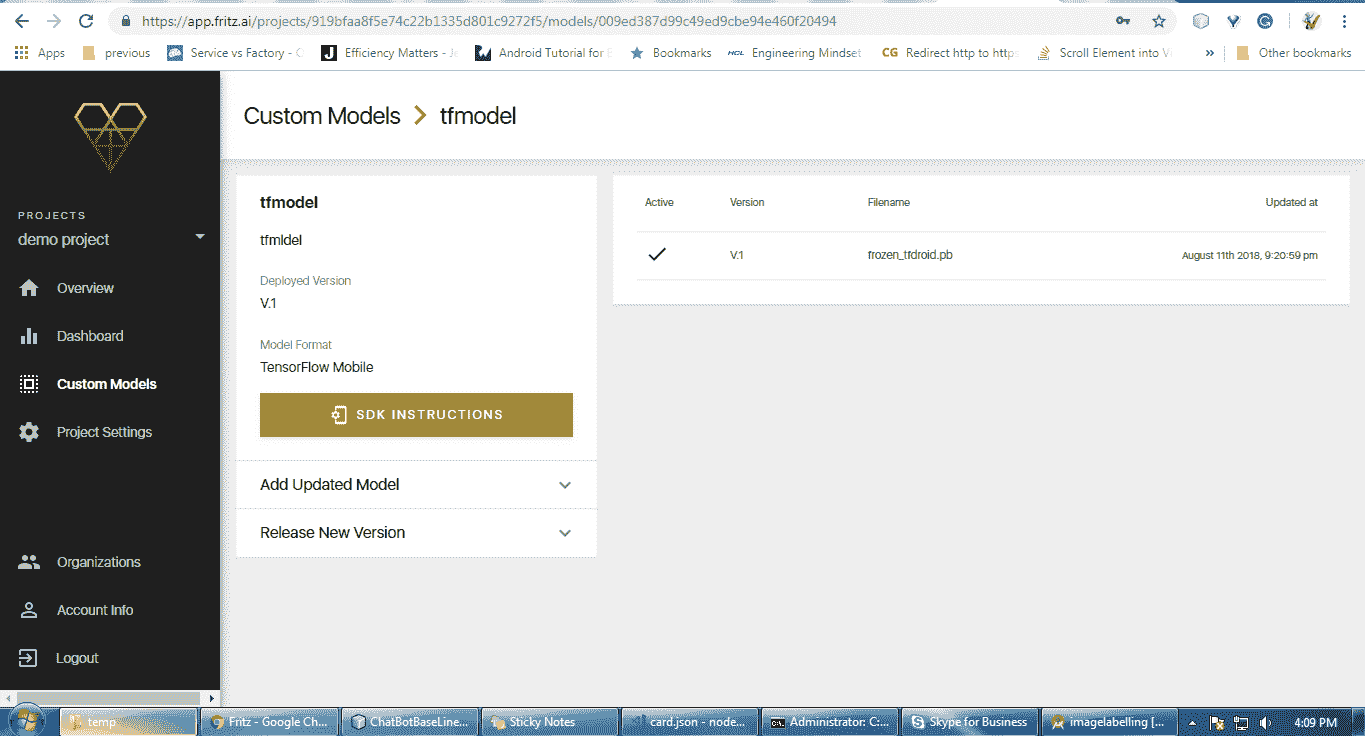 https://app.fritz.ai/projects/919bfaa8f5e74c22b1335d801c9272f5/models/009ed387d99c49ed9cbe94e460f20494
Apps previous Service vs Factory - Efficiency Matters - Android Tutorial for Bookmarks HCL Engineering Mindset CG Redirect http to http Scroll Element into » Other bookmarks
Custom Models > tfmodel
PROJECTS
demo project
Overview
Dashboard
Custom Models
Project Settings
Organizations
Account Info
Logout
tfmodel
tfmldel
Deployed Version
V.1
Model Format
TensorFlow Mobile
SDK INSTRUCTIONS
Add Updated Model
Release New Version
Active Version Filename Updated at
V.1 frozen_tfdroid.pb August 11th 2018, 9:20:59 pm
temp Fritz - Google Ch... ChatBotBaseLine... Sticky Notes card.json - node... Administrator: C:... Skype for Business imagelabelling [... 4:09 PM